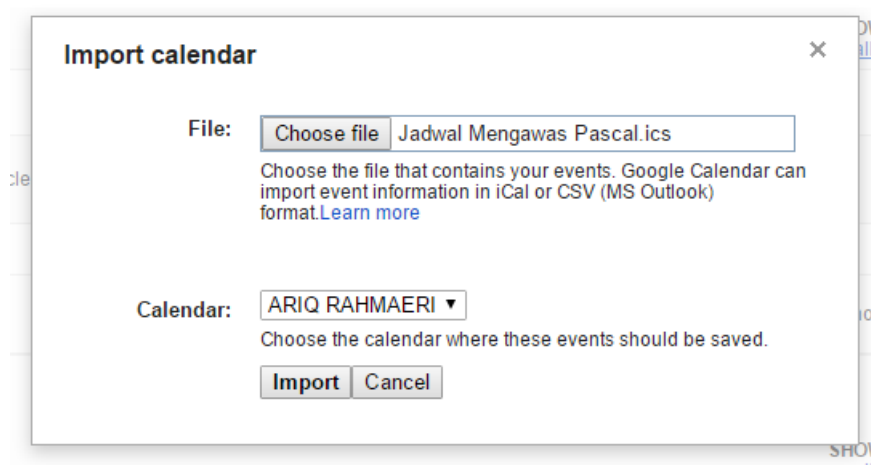 Import calendar ×
File: Choose file Jadwal Mengawas Pascal.ics
Choose the file that contains your events. Google Calendar can
import event information in iCal or CSV (MS Outlook)
format.Learn more
Calendar: ARIQ RAHMAERI ▼
Choose the calendar where these events should be saved.
Import Cancel